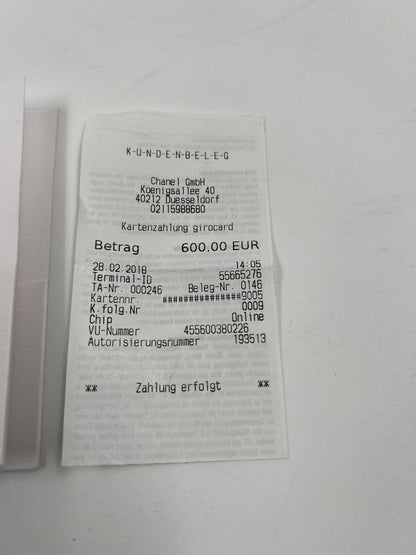 K-U-N-D-E-N-B-E-L-E-G
Chanel GmbH
Koenigsallee 40
40212 Duesseldorf
02115988680
Kartenzahlung girocard
Betrag 600,00 EUR
28.02.2018 14:05
Terminal-ID 55665276
TA-Nr. 000246 Beleg-Nr. 0146
Kartennr. ###############9005
K.folg.Nr 0009
Chip Online
VU-Nummer 455600380226
Autorisierungsnummer 193513
** Zahlung erfolgt **